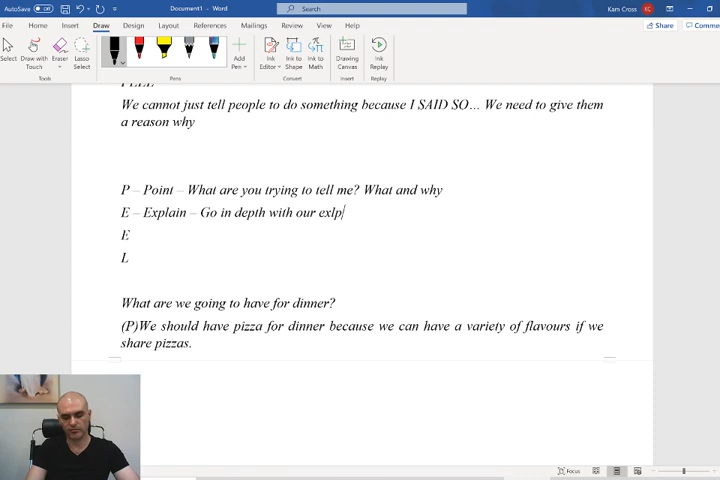 AutoSave Off Document1 - Word Search Kam Cross KC
File Home Insert Draw Design Layout References Mailings Review View Help Share Comme
Select Draw with Touch Eraser Lasso Select Add Pen Ink Editor Ink to Shape Ink to Math Drawing Canvas Ink Replay
Tools Pens Convert Insert Replay
PEEL
We cannot just tell people to do something because I SAID SO… We need to give them
a reason why
P – Point – What are you trying to tell me? What and why
E – Explain – Go in depth with our exlp
E
L
What are we going to have for dinner?
(P)We should have pizza for dinner because we can have a variety of flavours if we
share pizzas.
Focus